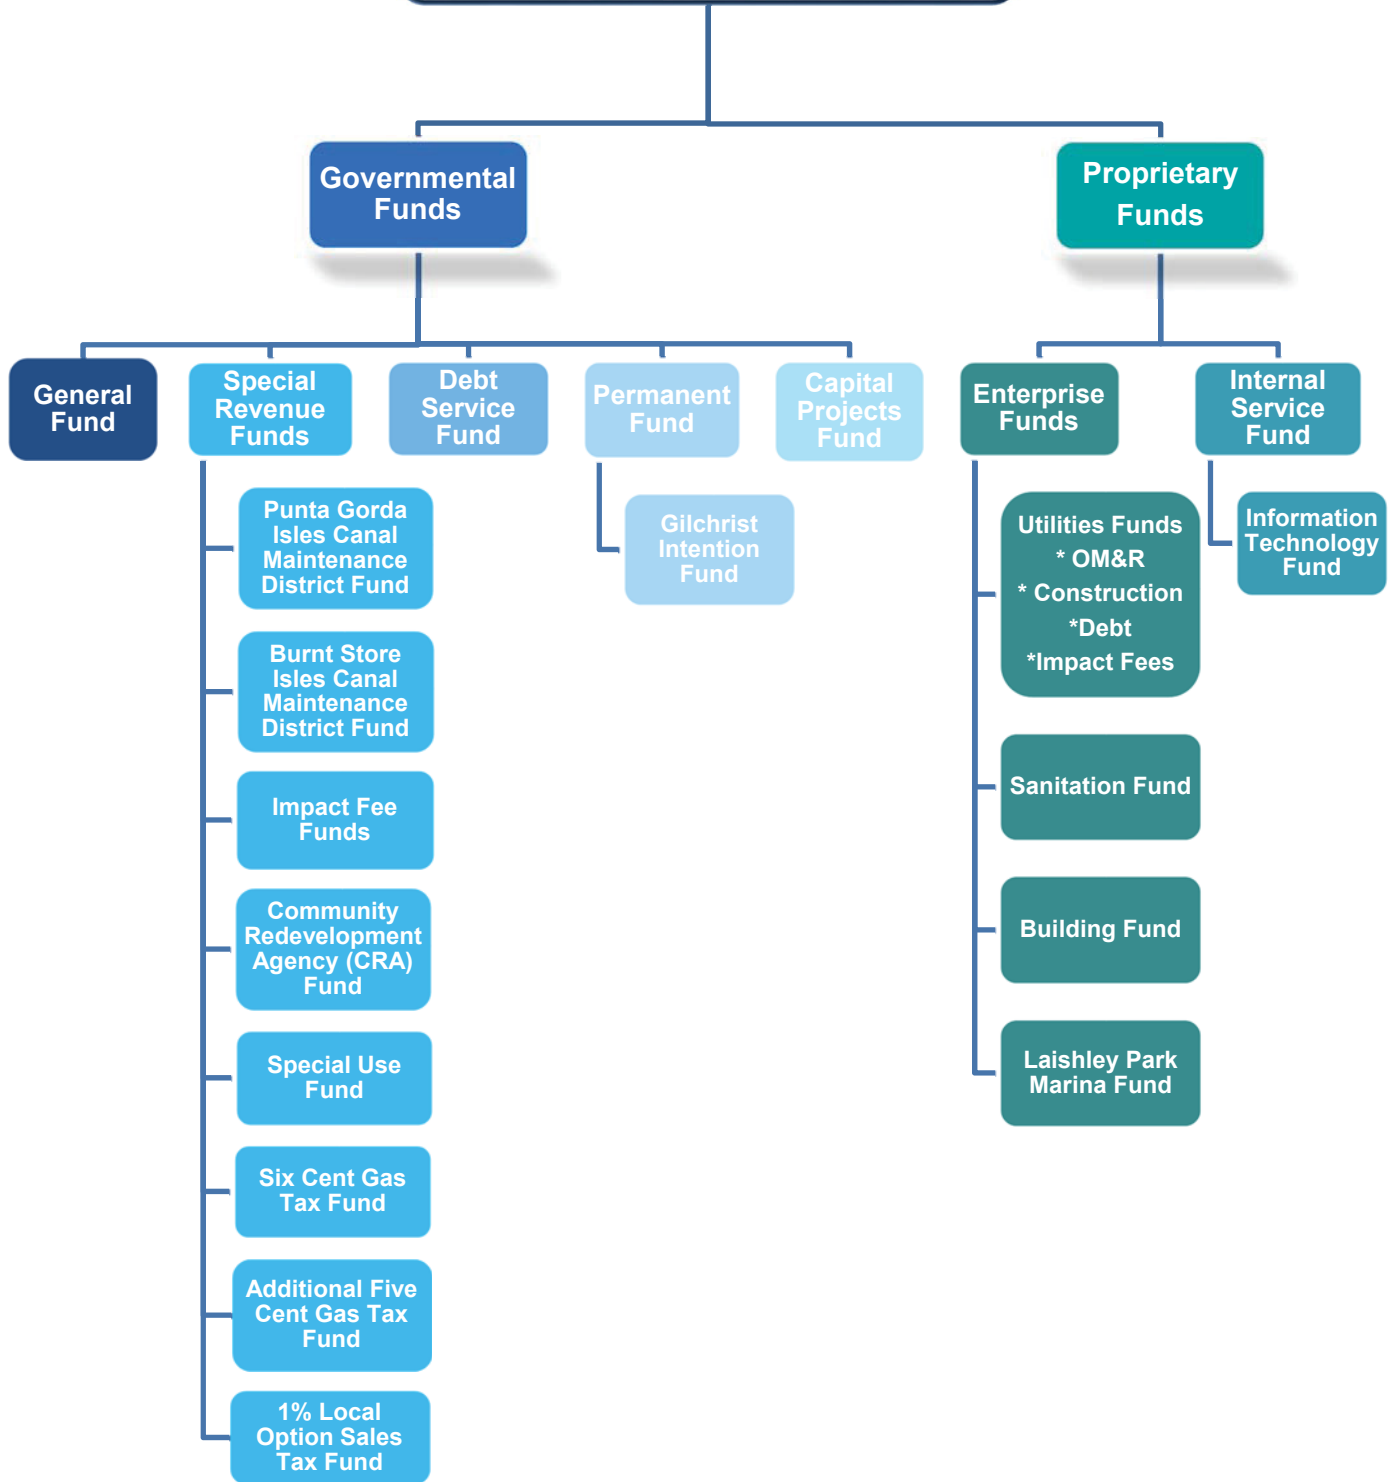 Governmental
Funds
Proprietary
Funds
General
Fund
Special
Revenue
Funds
Debt
Service
Fund
Permanent
Fund
Capital
Projects
Fund
Enterprise
Funds
Internal
Service
Fund
Punta Gorda
Isles Canal
Maintenance
District Fund
Burnt Store
Isles Canal
Maintenance
District Fund
Impact Fee
Funds
Community
Redevelopment
Agency (CRA)
Fund
Special Use
Fund
Six Cent Gas
Tax Fund
Additional Five
Cent Gas Tax
Fund
1% Local
Option Sales
Tax Fund
Gilchrist
Intention
Fund
Utilities Funds
* OM&R
* Construction
*Debt
*Impact Fees
Sanitation Fund
Building Fund
Laishley Park
Marina Fund
Information
Technology
Fund